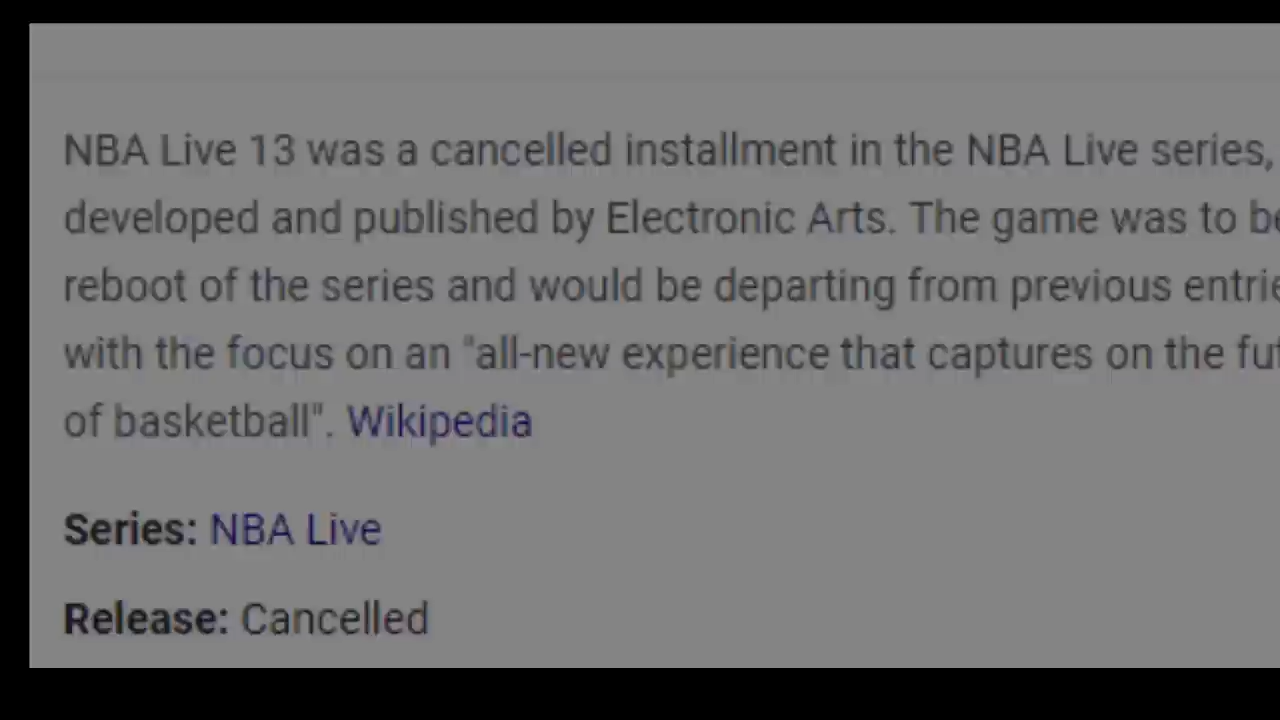 NBA Live 13 was a cancelled installment in the NBA Live series,
developed and published by Electronic Arts. The game was to
reboot of the series and would be departing from previous
with the focus on an "all-new experience that captures on the
of basketball". Wikipedia
Series: NBA Live
Release: Cancelled